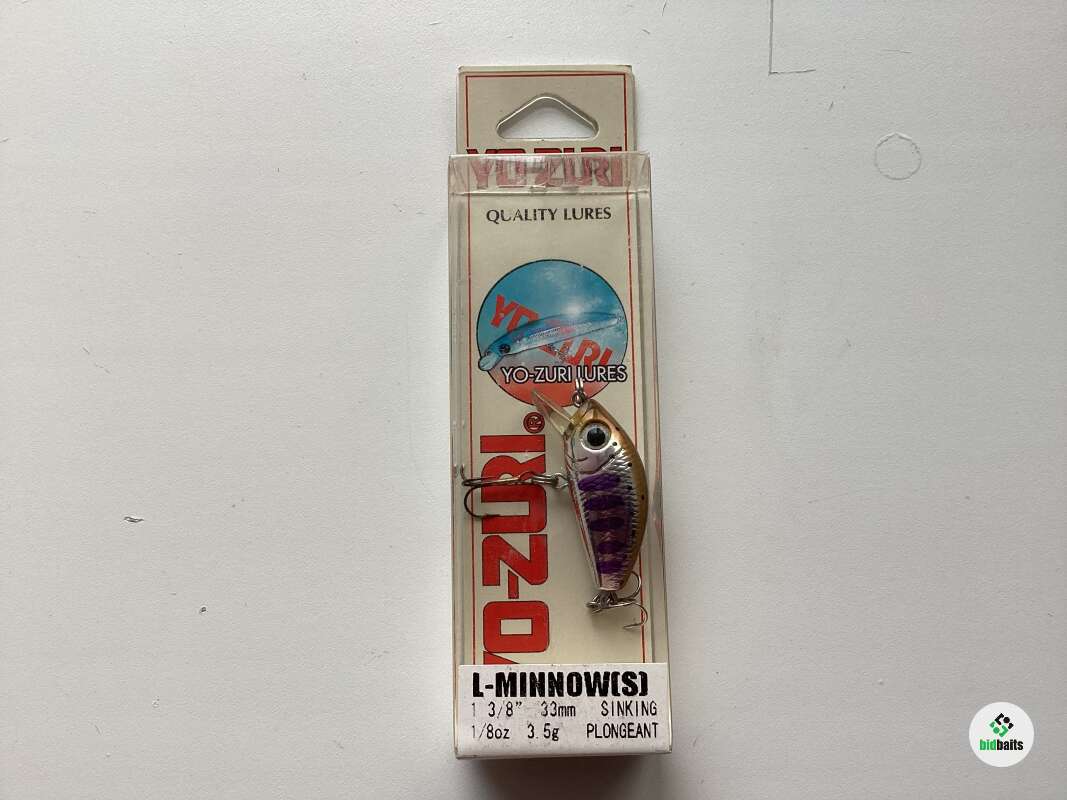 YO-ZURI
QUALITY LURES
YO-ZURI
YO-ZURI LURES
YO-ZURI®
L-MINNOW(S)
1 3/8" 33mm SINKING
1/8oz 3.5g PLONGEANT
bidbaits